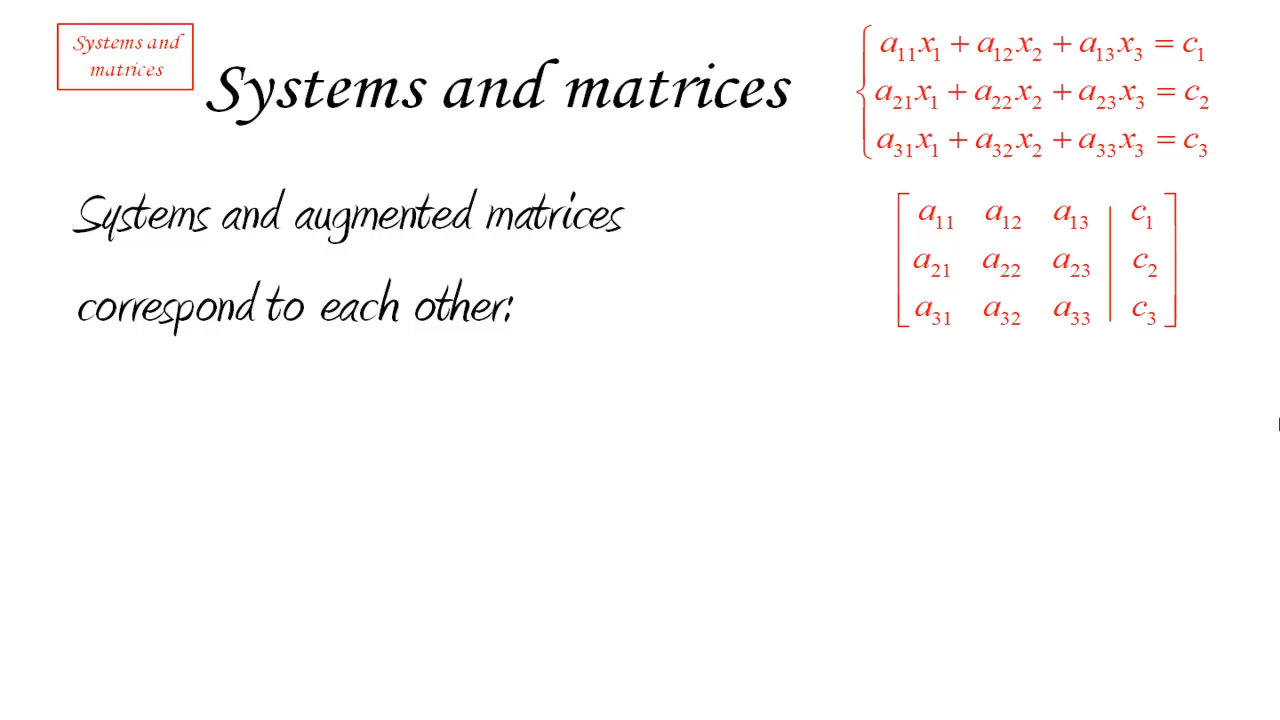 Systems and
matrices
Systems and matrices
a₁₁x₁ + a₁₂x₂ + a₁₃x₃ = c₁
a₂₁x₁ + a₂₂x₂ + a₂₃x₃ = c₂
a₃₁x₁ + a₃₂x₂ + a₃₃x₃ = c₃
Systems and augmented matrices
correspond to each other:
a₁₁ a₁₂ a₁₃ | c₁
a₂₁ a₂₂ a₂₃ | c₂
a₃₁ a₃₂ a₃₃ | c₃